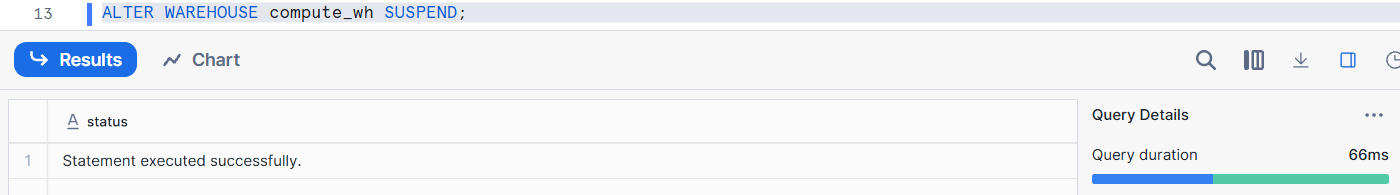 13 ALTER WAREHOUSE compute_wh SUSPEND;
Results Chart
A status
1 Statement executed successfully.
Query Details
Query duration 66ms